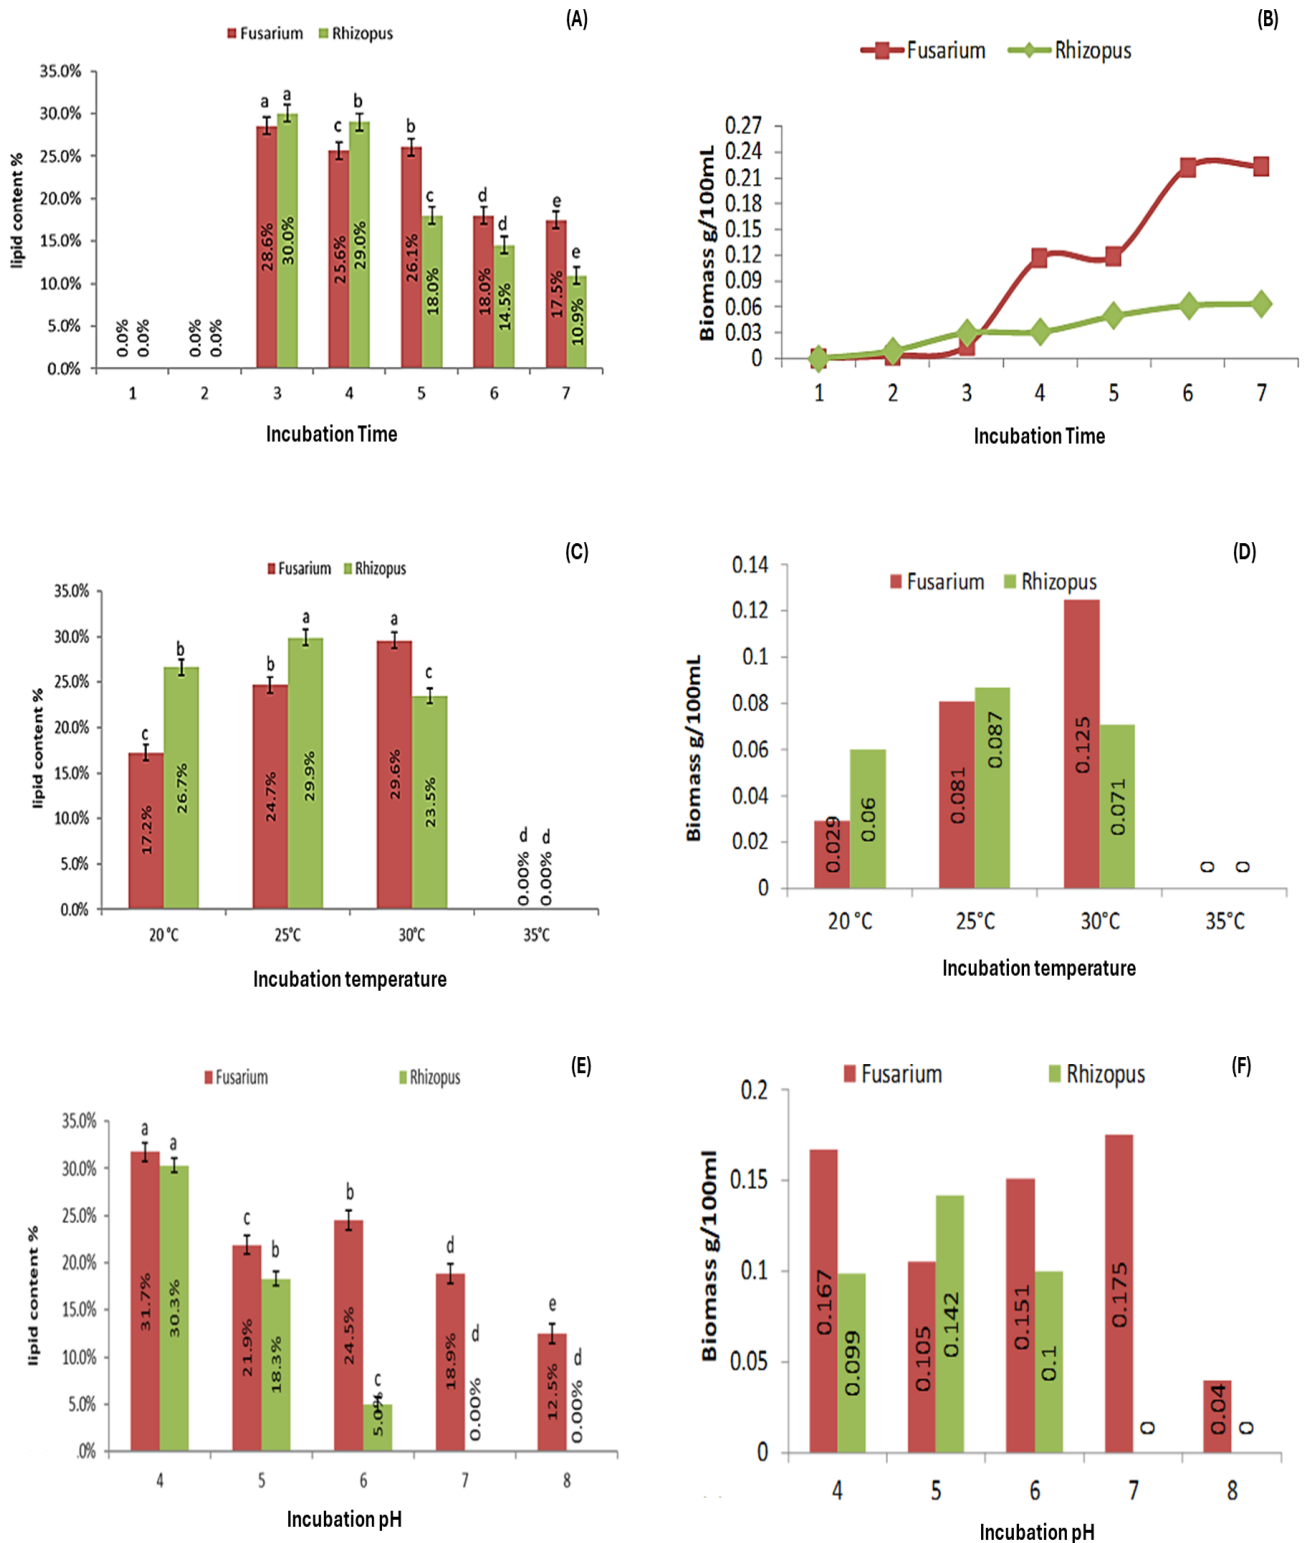 (A)
Fusarium Rhizopus
35.0%
30.0%
25.0%
20.0%
15.0%
10.0%
5.0%
0.0%
lipid content %
a a
c b
b c
d d
e e
0.0% 0.0%
0.0% 0.0%
28.6% 30.0%
25.6% 29.0%
26.1% 18.0%
18.0% 14.5%
17.5% 10.9%
1 2 3 4 5 6 7
Incubation Time
(B)
Fusarium Rhizopus
0.27
0.24
0.21
0.18
0.15
0.12
0.09
0.06
0.03
0
Biomass g/100mL
1 2 3 4 5 6 7
Incubation Time
(C)
Fusarium Rhizopus
35.0%
30.0%
25.0%
20.0%
15.0%
10.0%
5.0%
0.0%
lipid content %
c b
b a
a c
d d
17.2% 26.7%
24.7% 29.9%
29.6% 23.5%
0.00% 0.00%
20 °C 25°C 30°C 35°C
Incubation temperature
(D)
Fusarium Rhizopus
0.14
0.12
0.1
0.08
0.06
0.04
0.02
0
Biomass g/100mL
0.029 0.06
0.081 0.087
0.125 0.071
0 0
20 °C 25°C 30°C 35°C
Incubation temperature
(E)
Fusarium Rhizopus
35.0%
30.0%
25.0%
20.0%
15.0%
10.0%
5.0%
.0%
lipid content %
a a
c b
b c
d d
e d
31.7% 30.3%
21.9% 18.3%
24.5% 5.0%
18.9% 0.00%
12.5% 0.00%
4 5 6 7 8
Incubation pH
(F)
Fusarium Rhizopus
0.2
0.15
0.1
0.05
0
Biomass g/100ml
0.167 0.099
0.105 0.142
0.151 0.1
0.175 0
0.04 0
4 5 6 7 8
Incubation pH